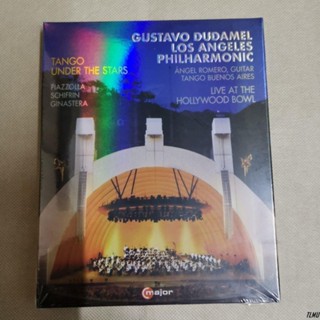 GUSTAVO DUDAMEL
LOS ANGELES
PHILHARMONIC
TANGO
UNDER THE STARS
ANGEL ROMERO, GUITAR
TANGO BUENOS AIRES
PIAZZOLLA
SCHIFRIN
GINASTERA
LIVE AT THE
HOLLYWOOD BOWL
C major
TLMU